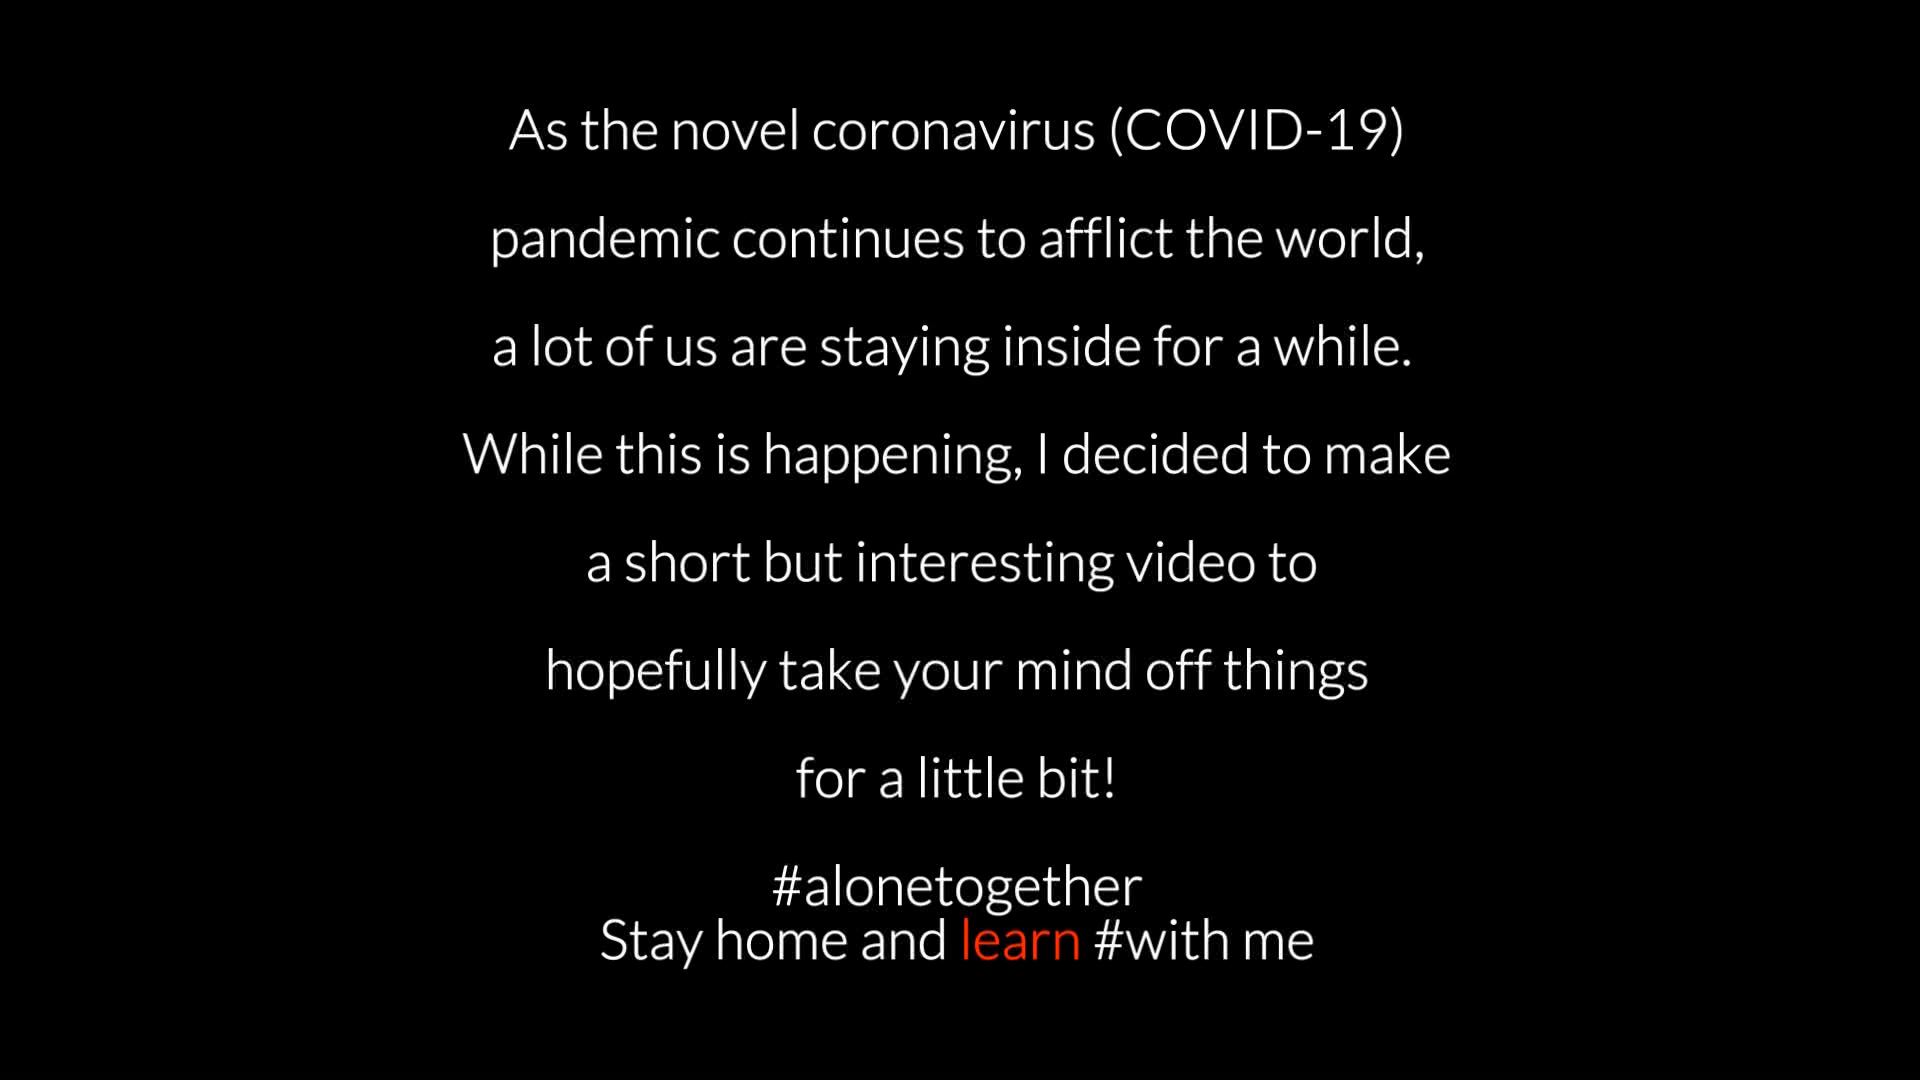 As the novel coronavirus (COVID-19)
pandemic continues to afflict the world,
a lot of us are staying inside for a while.
While this is happening, I decided to make
a short but interesting video to
hopefully take your mind off things
for a little bit!
#alonetogether
Stay home and learn #with me